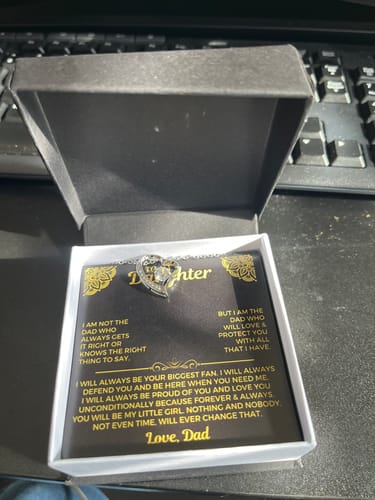 Daughter
I AM NOT THE
DAD WHO
ALWAYS GETS
IT RIGHT OR
KNOWS THE RIGHT
THING TO SAY.
BUT I AM THE
DAD WHO
WILL LOVE &
PROTECT YOU
WITH ALL
THAT I HAVE.
I WILL ALWAYS BE YOUR BIGGEST FAN. I WILL ALWAYS
DEFEND YOU AND BE HERE WHEN YOU NEED ME.
I WILL ALWAYS BE PROUD OF YOU AND LOVE YOU
UNCONDITIONALLY BECAUSE FOREVER & ALWAYS.
YOU WILL BE MY LITTLE GIRL. NOTHING AND NOBODY.
NOT EVEN TIME. WILL EVER CHANGE THAT.
Love, Dad